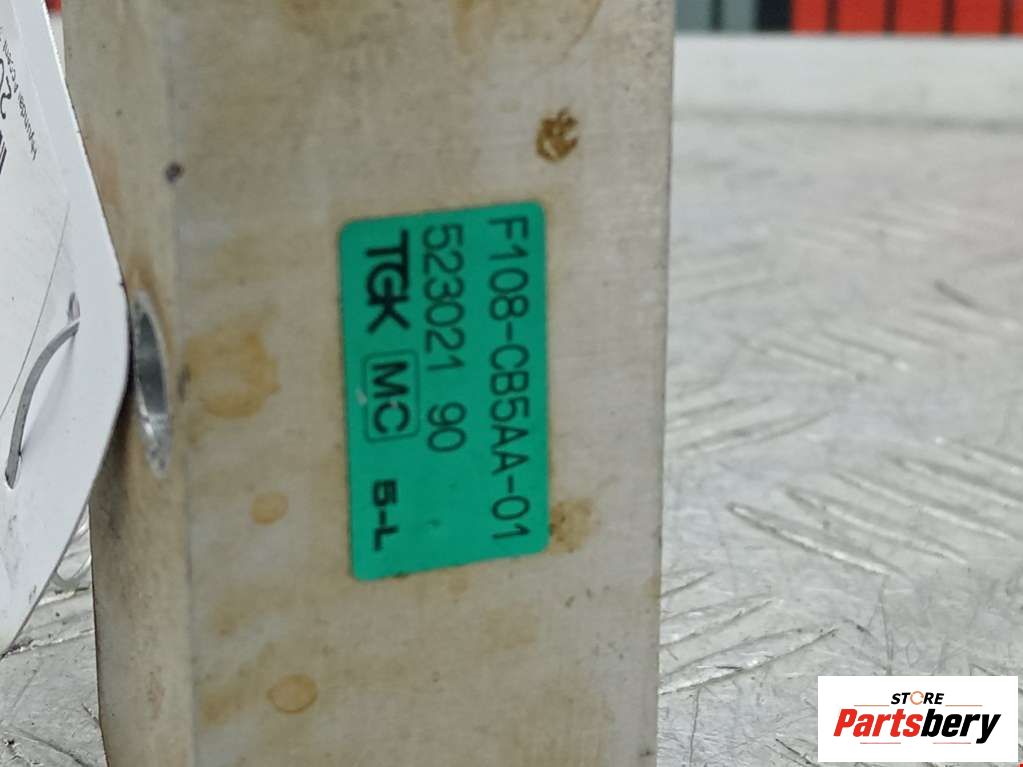 F108-CB5AA-01
523021 90
TGK MC 5-L
STORE
Partsbery